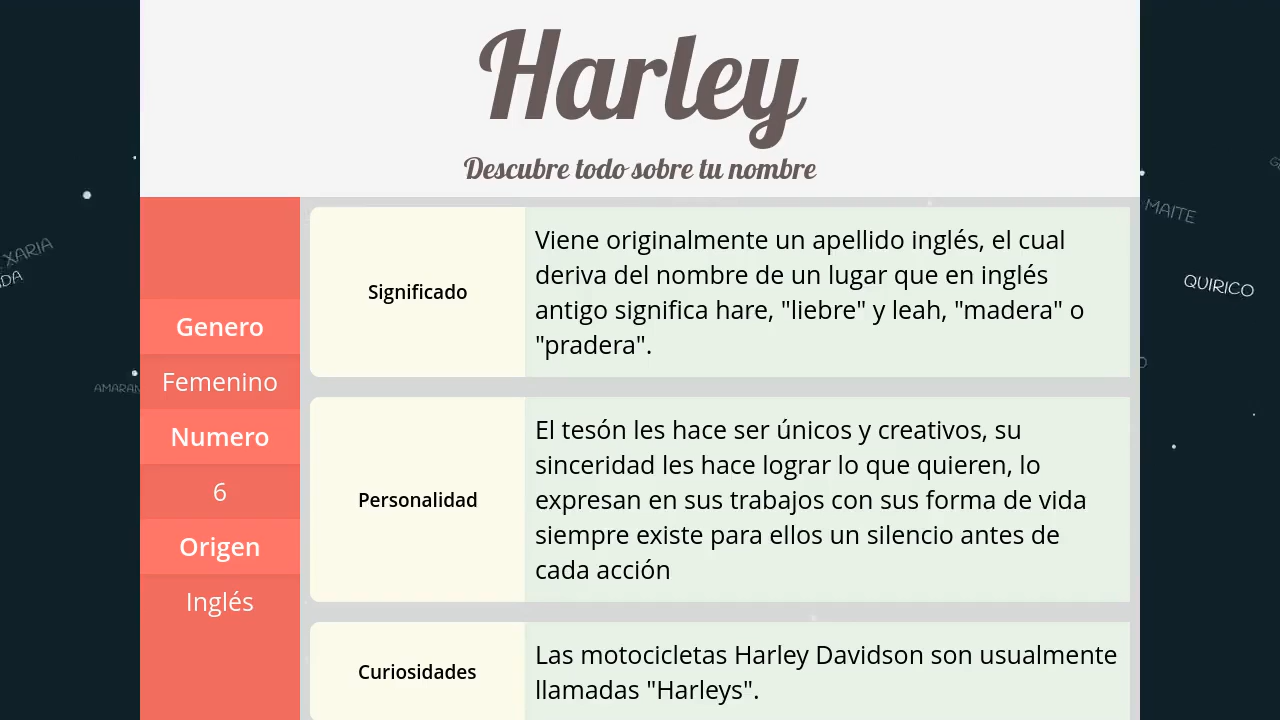 Harley
Descubre todo sobre tu nombre
Genero
Femenino
Numero
6
Origen
Inglés
Significado
Viene originalmente un apellido inglés, el cual
deriva del nombre de un lugar que en inglés
antigo significa hare, "liebre" y leah, "madera" o
"pradera".
Personalidad
El tesón les hace ser únicos y creativos, su
sinceridad les hace lograr lo que quieren, lo
expresan en sus trabajos con sus forma de vida
siempre existe para ellos un silencio antes de
cada acción
Curiosidades
Las motocicletas Harley Davidson son usualmente
llamadas "Harleys".
XARIA
DA
MAITE
QUIRICO